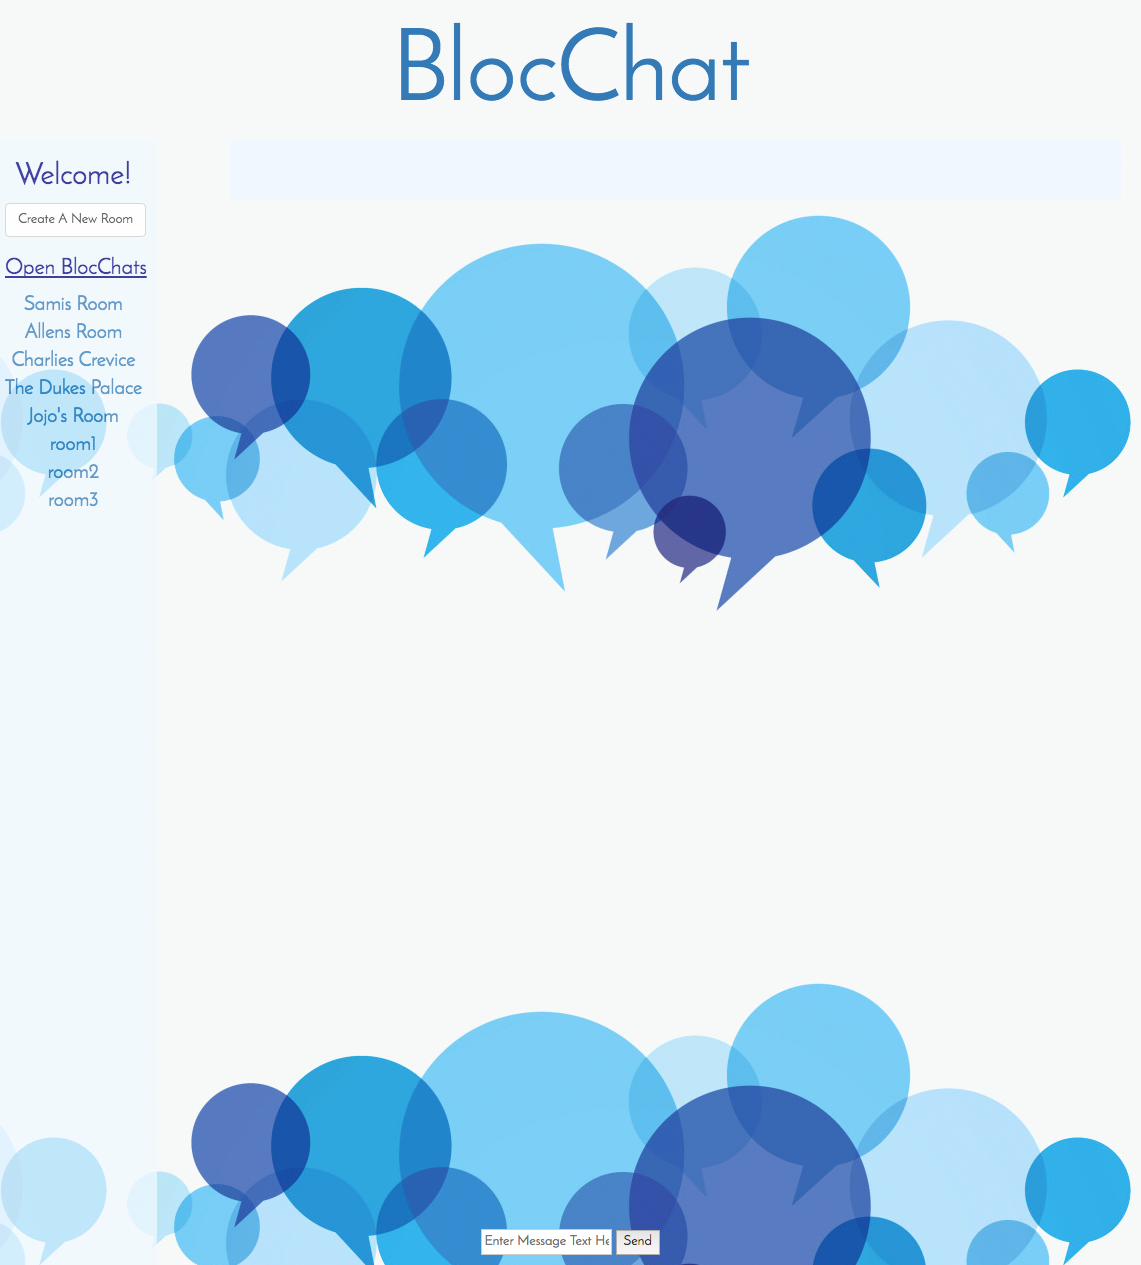 BlocChat
Welcome!
Create A New Room
Open BlocChats
Samis Room
Allens Room
Charlies Crevice
The Dukes Palace
Jojo's Room
room1
room2
room3
Enter Message Text He
Send